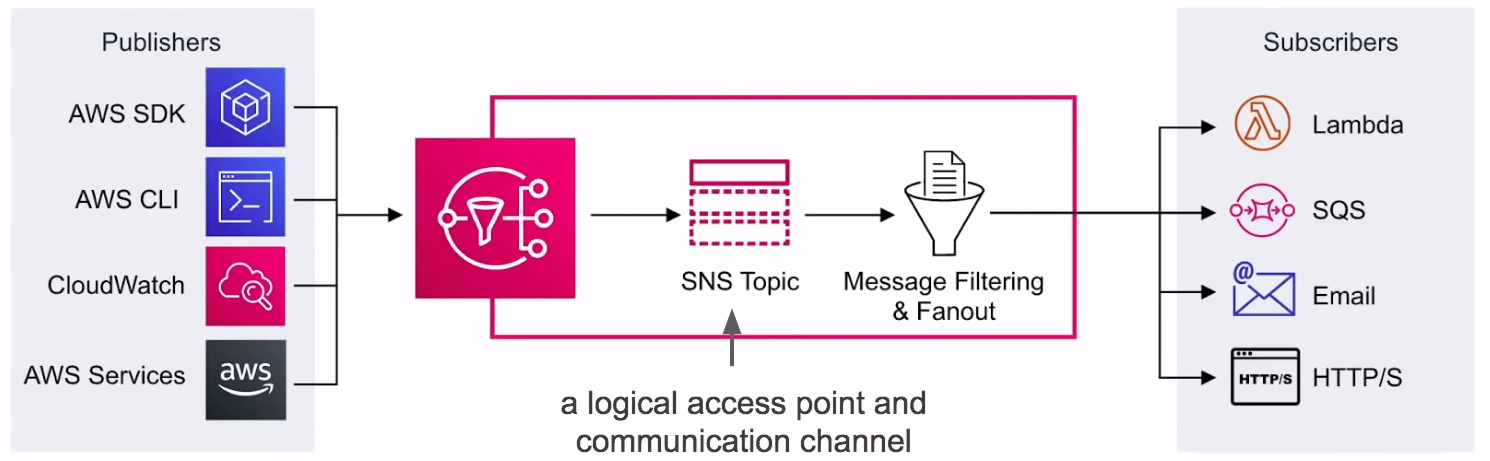 Publishers
AWS SDK
AWS CLI
CloudWatch
AWS Services
aws
SNS Topic
Message Filtering
& Fanout
a logical access point and
communication channel
Subscribers
Lambda
SQS
@
Email
HTTP/S
HTTP/S